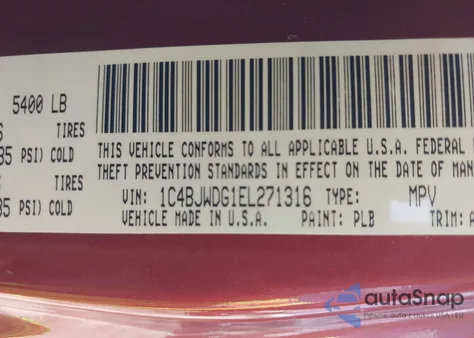 5400 LB
TIRES
PSI) COLD
TIRES
PSI) COLD
THIS VEHICLE CONFORMS TO ALL APPLICABLE U.S.A. FEDERAL
THEFT PREVENTION STANDARDS IN EFFECT ON THE DATE OF MAN
VIN: 1C4BJWDG1EL271316 TYPE: MPV
VEHICLE MADE IN U.S.A. PAINT: PLB TRIM: A
autaSnap